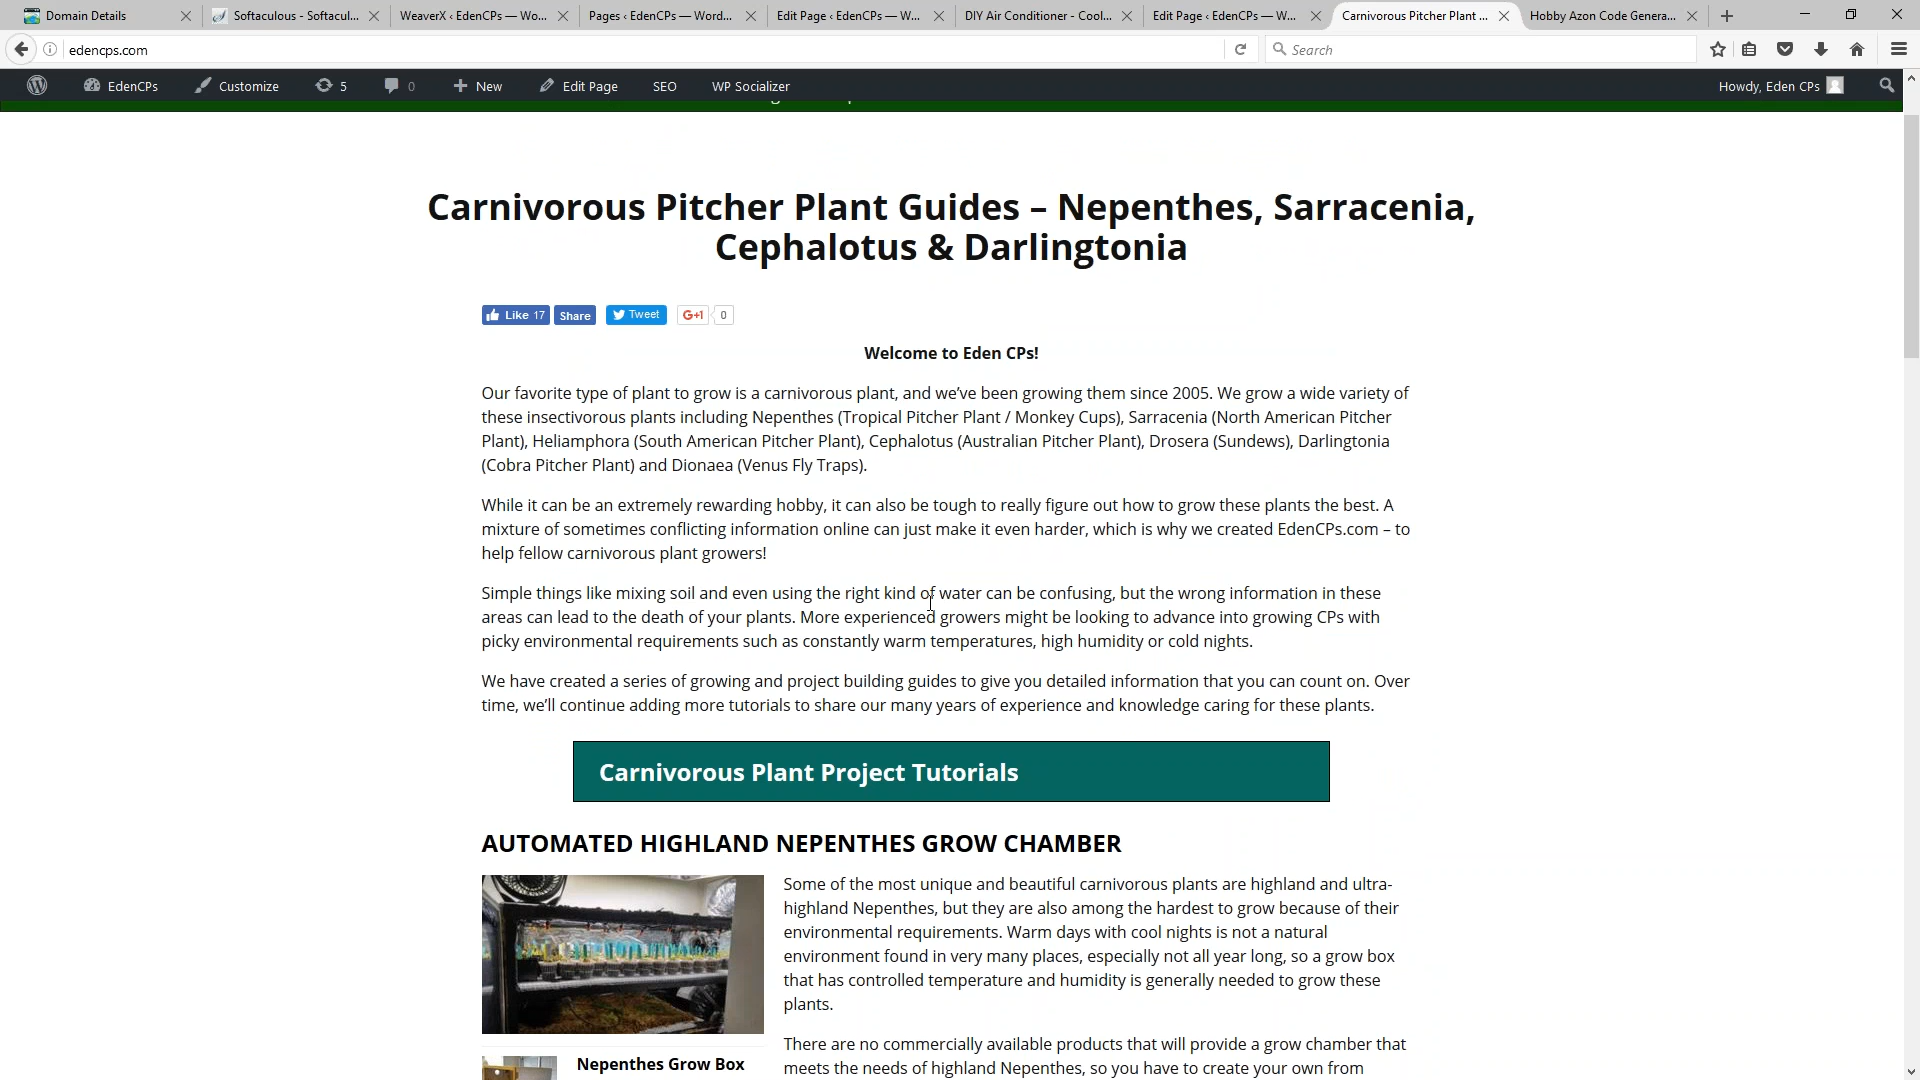 Domain Details
Softaculous - Softacul...
WeaverX ‹ EdenCPs — Wo...
Pages ‹ EdenCPs — Word...
Edit Page ‹ EdenCPs — W...
DIY Air Conditioner - Cool...
Edit Page ‹ EdenCPs — W...
Carnivorous Pitcher Plant ...
Hobby Azon Code Genera...
edencps.com
Search
EdenCPs
Customize
5
0
New
Edit Page
SEO
WP Socializer
Howdy, Eden CPs
Carnivorous Pitcher Plant Guides – Nepenthes, Sarracenia,
Cephalotus & Darlingtonia
Like 17
Share
Tweet
G+1
0
Welcome to Eden CPs!
Our favorite type of plant to grow is a carnivorous plant, and we’ve been growing them since 2005. We grow a wide variety of
these insectivorous plants including Nepenthes (Tropical Pitcher Plant / Monkey Cups), Sarracenia (North American Pitcher
Plant), Heliamphora (South American Pitcher Plant), Cephalotus (Australian Pitcher Plant), Drosera (Sundews), Darlingtonia
(Cobra Pitcher Plant) and Dionaea (Venus Fly Traps).
While it can be an extremely rewarding hobby, it can also be tough to really figure out how to grow these plants the best. A
mixture of sometimes conflicting information online can just make it even harder, which is why we created EdenCPs.com – to
help fellow carnivorous plant growers!
Simple things like mixing soil and even using the right kind of water can be confusing, but the wrong information in these
areas can lead to the death of your plants. More experienced growers might be looking to advance into growing CPs with
picky environmental requirements such as constantly warm temperatures, high humidity or cold nights.
We have created a series of growing and project building guides to give you detailed information that you can count on. Over
time, we’ll continue adding more tutorials to share our many years of experience and knowledge caring for these plants.
Carnivorous Plant Project Tutorials
AUTOMATED HIGHLAND NEPENTHES GROW CHAMBER
Some of the most unique and beautiful carnivorous plants are highland and ultra-
highland Nepenthes, but they are also among the hardest to grow because of their
environmental requirements. Warm days with cool nights is not a natural
environment found in very many places, especially not all year long, so a grow box
that has controlled temperature and humidity is generally needed to grow these
plants.
There are no commercially available products that will provide a grow chamber that
meets the needs of highland Nepenthes, so you have to create your own from
Nepenthes Grow Box